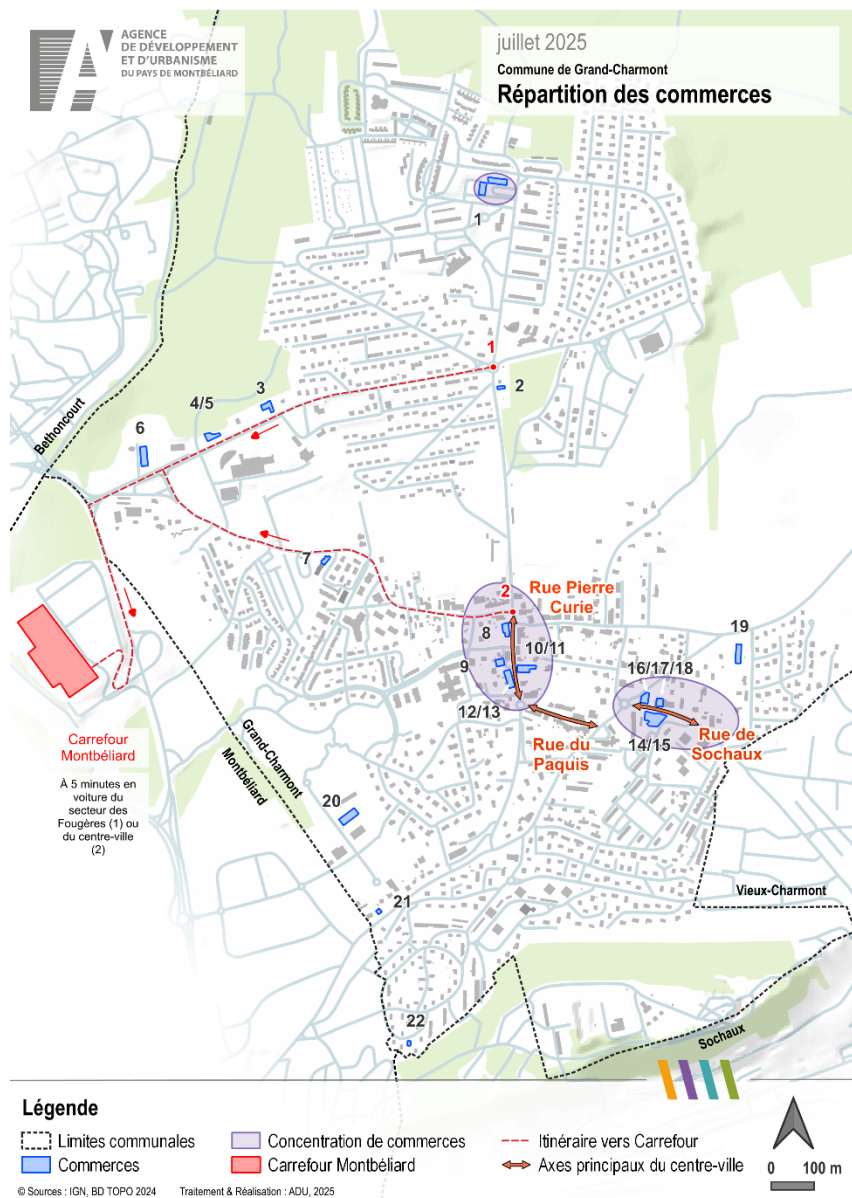 AGENCE
DE DÉVELOPPEMENT
ET D'URBANISME
DU PAYS DE MONTBÉLIARD
juillet 2025
Commune de Grand-Charmont
Répartition des commerces
1
1
2
3
4/5
6
Bethoncourt
7
2
Rue Pierre
Curie
8
10/11
9
12/13
19
16/17/18
14/15
Rue de
Sochaux
Rue du
Paquis
Carrefour
Montbéliard
À 5 minutes en
voiture du
secteur des
Fougères (1) ou
du centre-ville
(2)
Grand-Charmont
Montbéliard
20
21
22
Vieux-Charmont
Sochaux
Légende
Limites communales
Commerces
Concentration de commerces
Carrefour Montbéliard
Itinéraire vers Carrefour
Axes principaux du centre-ville
0 100 m
© Sources : IGN, BD TOPO 2024 Traitement & Réalisation : ADU, 2025